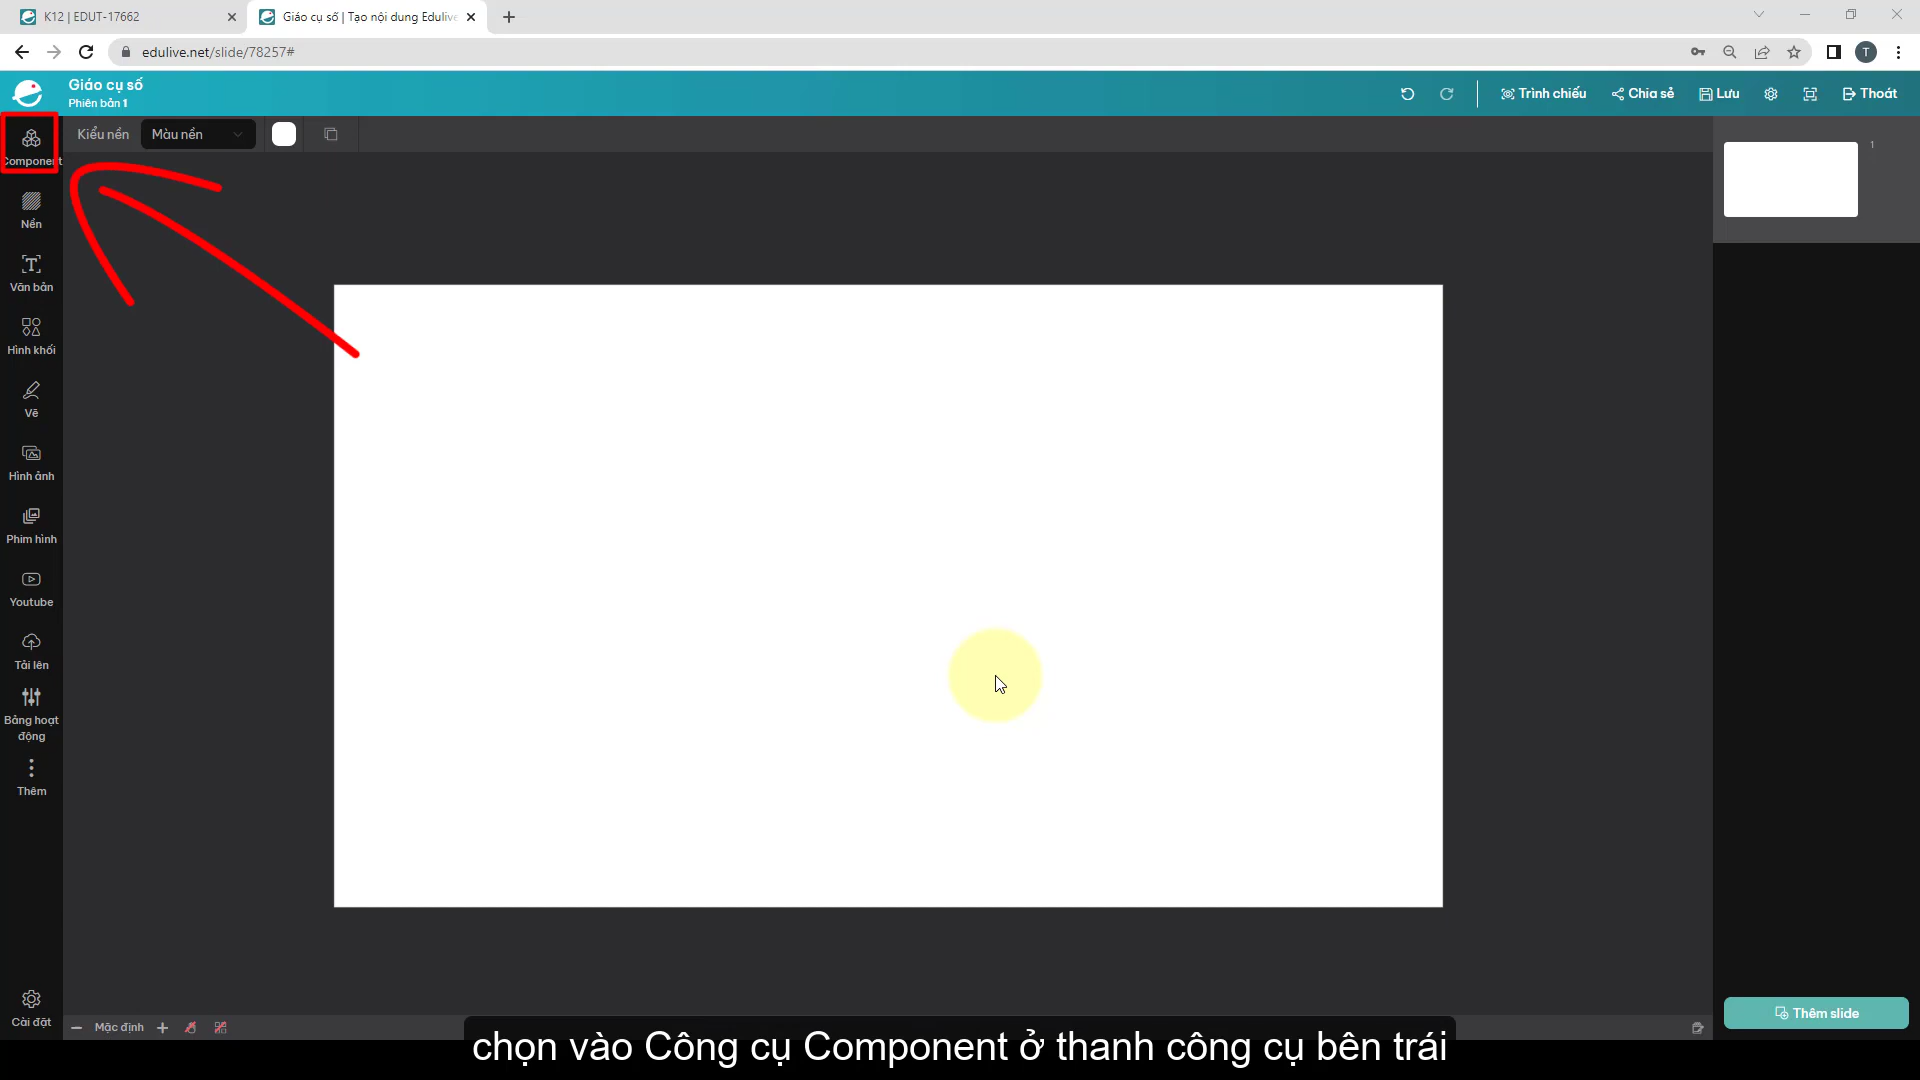 K12 | EDUT-17662
Giáo cụ số | Tạo nội dung Edulive
edulive.net/slide/78257#
T
Giáo cụ số
Phiên bản 1
Trình chiếu
Chia sẻ
Lưu
Thoát
Component
Kiểu nền
Màu nền
1
Nền
Văn bản
Hình khối
Vẽ
Hình ảnh
Phim hình
Youtube
Tải lên
Bảng hoạt
động
Thêm
Cài đặt
Mặc định
Thêm slide
chọn vào Công cụ Component ở thanh công cụ bên trái